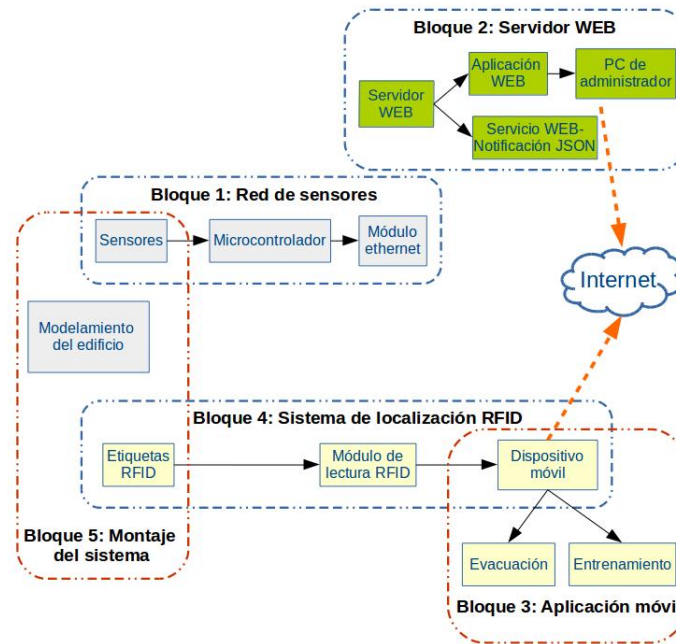 Bloque 2: Servidor WEB
Servidor
WEB
Aplicación
WEB
PC de
administrador
Servicio WEB-
Notificación JSON
Bloque 1: Red de sensores
Sensores
Microcontrolador
Módulo
ethernet
Internet
Modelamiento
del edificio
Bloque 4: Sistema de localización RFID
Etiquetas
RFID
Módulo de
lectura RFID
Dispositivo
móvil
Bloque 5: Montaje
del sistema
Evacuación
Entrenamiento
Bloque 3: Aplicación móvil